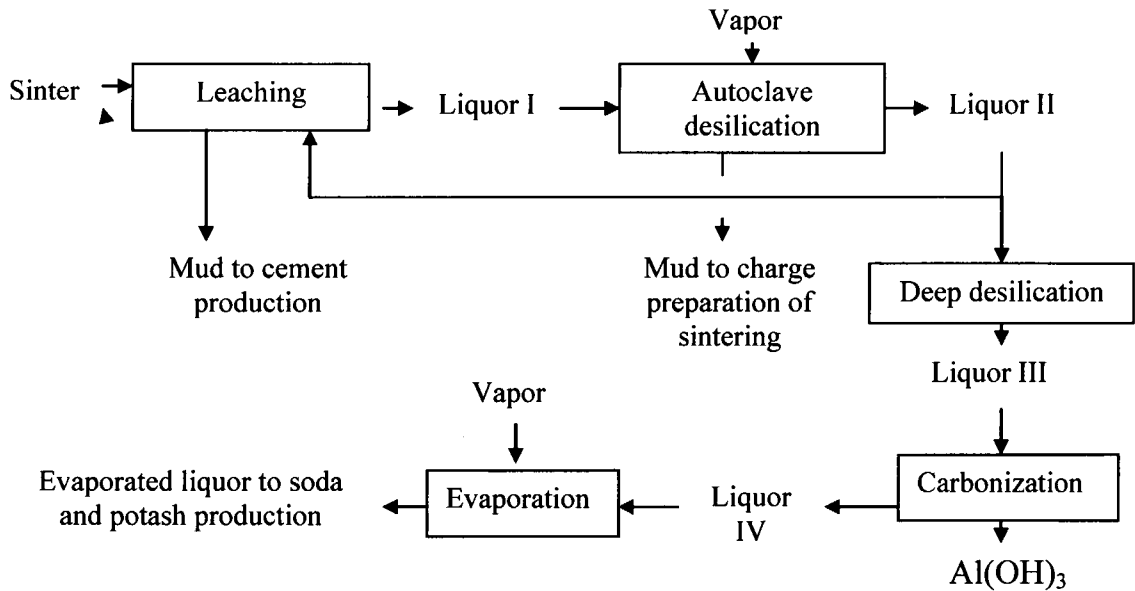 Vapor
Sinter
Leaching
Liquor I
Autoclave
desilication
Liquor II
Mud to cement
production
Mud to charge
preparation of
sintering
Deep desilication
Liquor III
Vapor
Evaporated liquor to soda
and potash production
Evaporation
Liquor
IV
Carbonization
Al(OH)₃